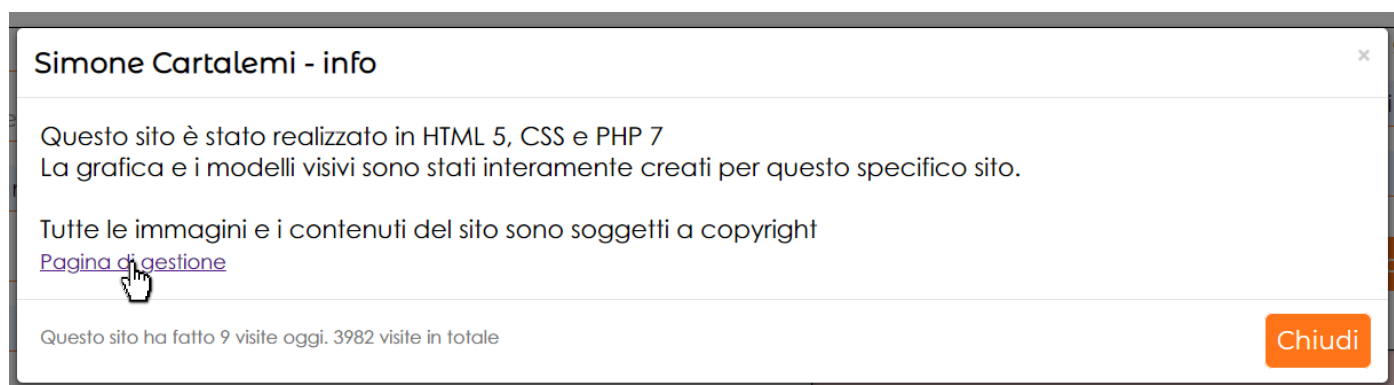 Simone Cartalemi - info
×
Questo sito è stato realizzato in HTML 5, CSS e PHP 7
La grafica e i modelli visivi sono stati interamente creati per questo specifico sito.
Tutte le immagini e i contenuti del sito sono soggetti a copyright
Pagina di gestione
Questo sito ha fatto 9 visite oggi. 3982 visite in totale
Chiudi